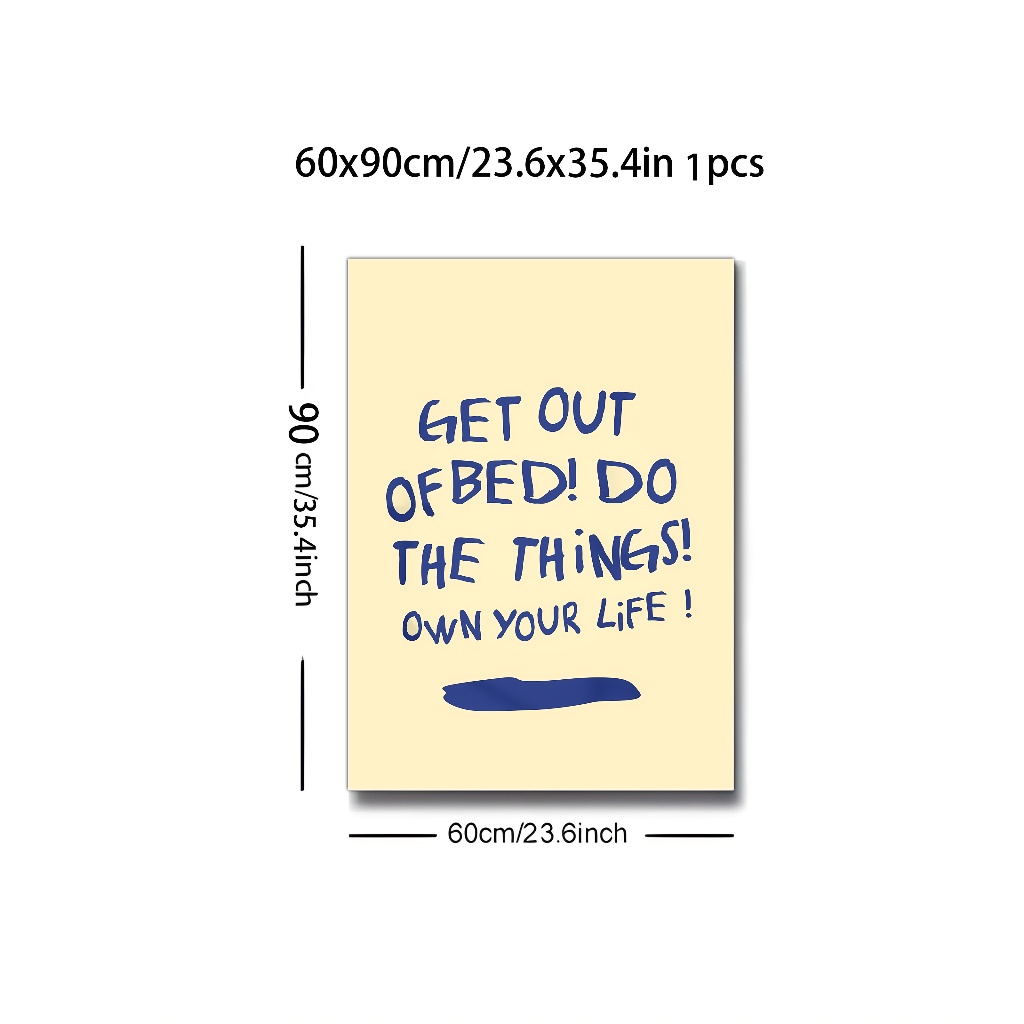 60x90cm/23.6x35.4in 1pcs
90 cm/35.4inch
GET OUT
OFBED! DO
THE THiNGS!
OWN YOUR LiFE !
60cm/23.6inch